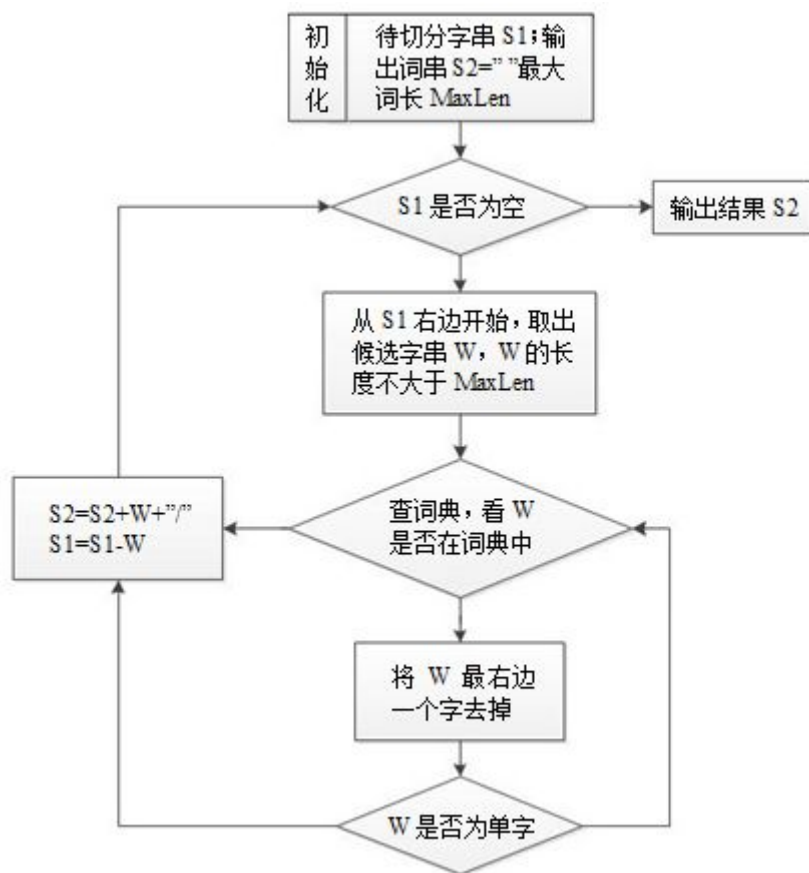 初始化
待切分字串 S1；输
出词串 S2=” ”最大
词长 MaxLen
S1 是否为空
输出结果 S2
从 S1 右边开始，取出
候选字串 W，W 的长
度不大于 MaxLen
查词典，看 W
是否在词典中
S2=S2+W+”/”
S1=S1-W
将 W 最右边
一个字去掉
W 是否为单字